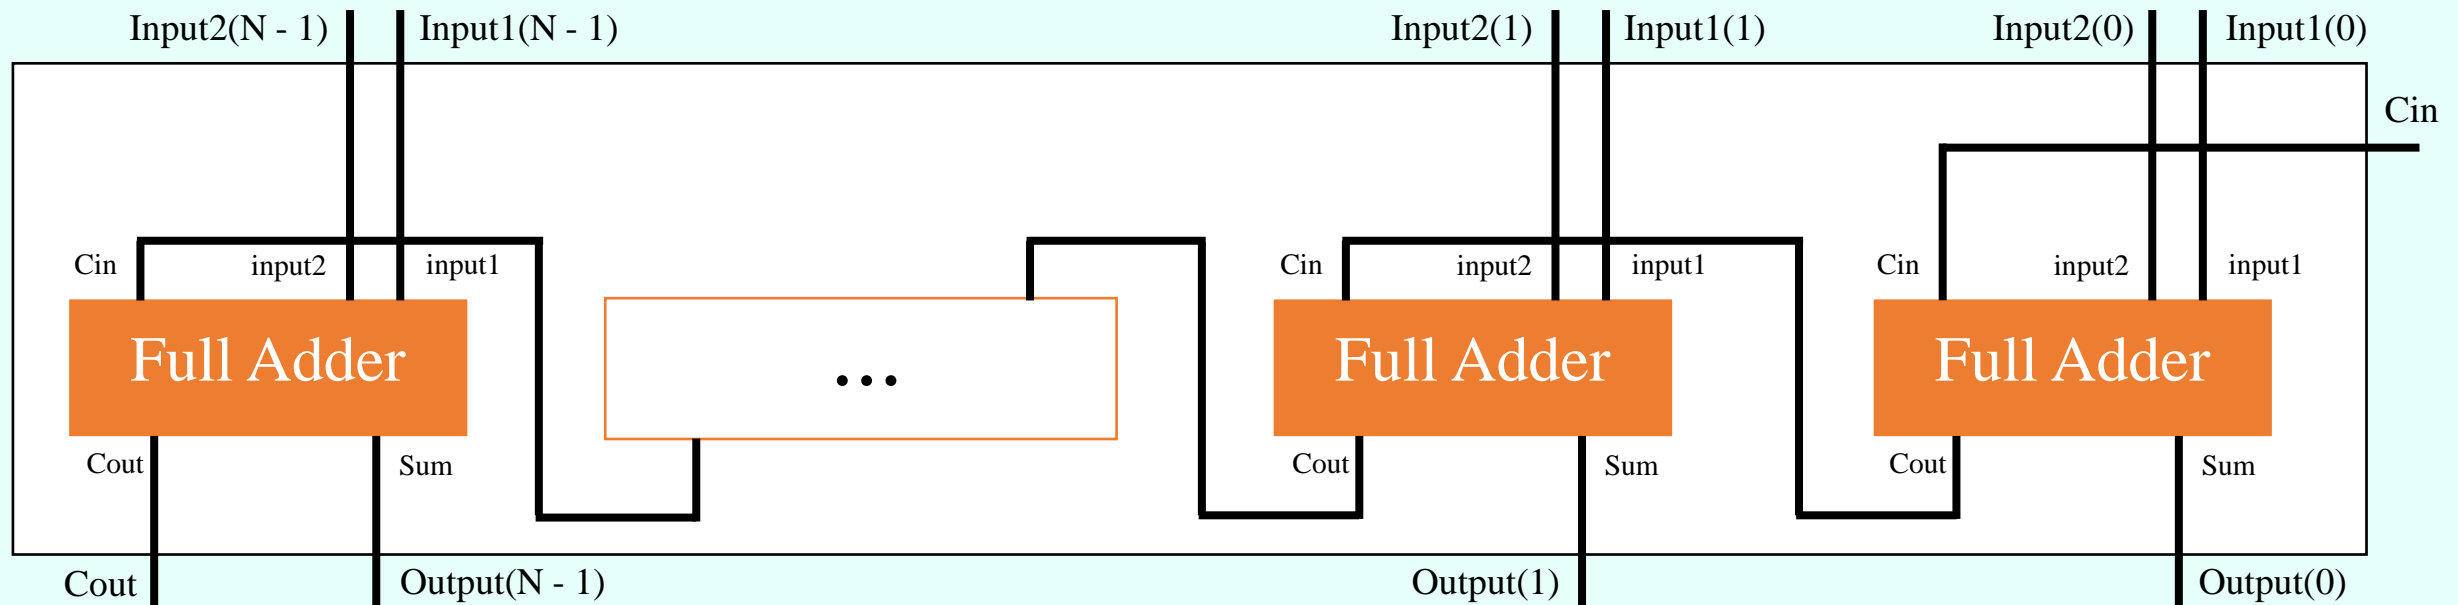 Input2(N - 1) Input1(N - 1) Input2(1) Input1(1) Input2(0) Input1(0)
Cin
Cin input2 input1 Cin input2 input1 Cin input2 input1
Full Adder ... Full Adder Full Adder
Cout Sum Cout Sum Cout Sum
Cout Output(N - 1) Output(1) Output(0)